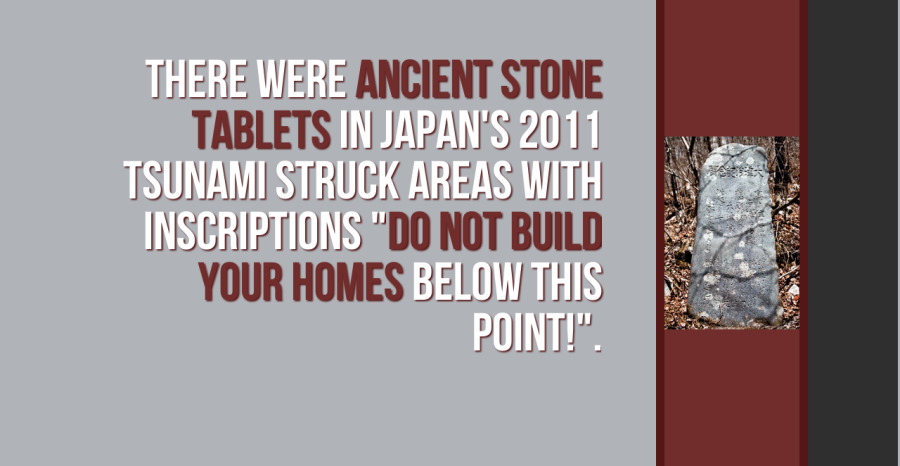 THERE WERE ANCIENT STONE
TABLETS IN JAPAN'S 2011
TSUNAMI STRUCK AREAS WITH
INSCRIPTIONS "DO NOT BUILD
YOUR HOMES BELOW THIS
POINT!".